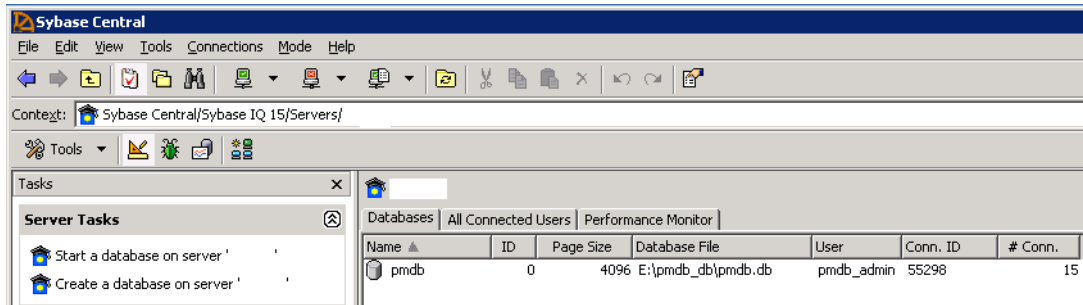 Sybase Central
File Edit View Tools Connections Mode Help
Context: Sybase Central/Sybase IQ 15/Servers/
Tools
Tasks x
Server Tasks
Databases All Connected Users Performance Monitor
Name ID Page Size Database File User Conn. ID # Conn.
Start a database on server ' '
pmdb 0 4096 E:\pmdb_db\pmdb.db pmdb_admin 55298 15
Create a database on server ' '